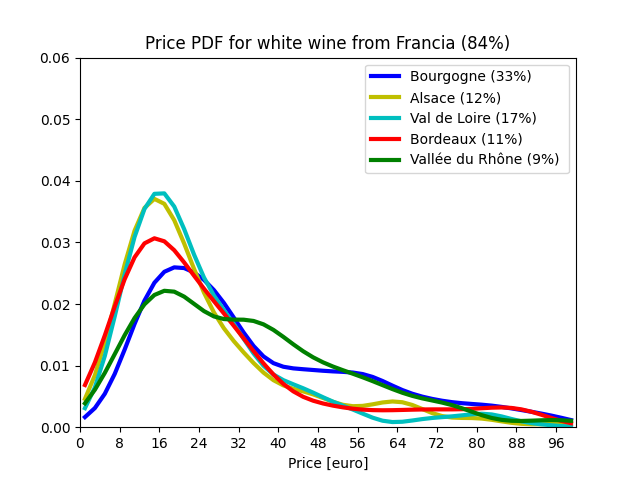 Price PDF for white wine from Francia (84%)
0.06
0.05
0.04
0.03
0.02
0.01
0.00
Bourgogne (33%)
Alsace (12%)
Val de Loire (17%)
Bordeaux (11%)
Vallée du Rhône (9%)
0 8 16 24 32 40 48 56 64 72 80 88 96
Price [euro]